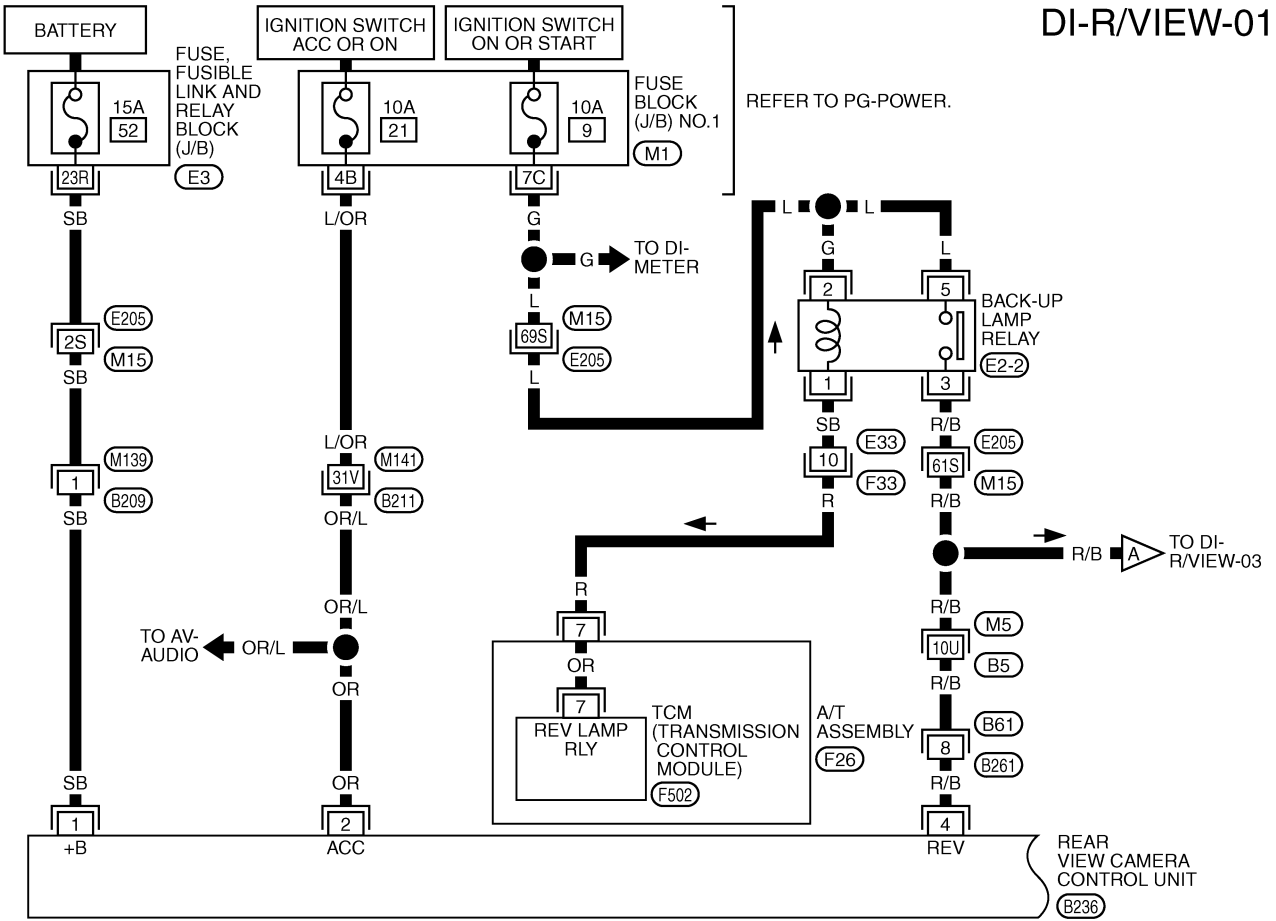 DI-R/VIEW-01
BATTERY
IGNITION SWITCH
ACC OR ON
IGNITION SWITCH
ON OR START
15A
52
FUSE,
FUSIBLE
LINK AND
RELAY
BLOCK
(J/B)
E3
10A
21
10A
9
FUSE
BLOCK
(J/B) NO.1
M1
REFER TO PG-POWER.
23R
4B
7C
SB
L/OR
G
G
TO DI-
METER
L
L
L
G
L
2
5
BACK-UP
LAMP
RELAY
E2-2
1
3
E205
2S
M15
SB
M15
69S
E205
L
SB
R/B
L/OR
M139
1
B209
SB
M141
31V
B211
OR/L
E33
10
F33
R
E205
61S
M15
R/B
R/B
A
TO DI-
R/VIEW-03
OR/L
R
R/B
TO AV-
AUDIO
OR/L
OR
7
OR
7
REV LAMP
RLY
TCM
(TRANSMISSION
CONTROL
MODULE)
F502
A/T
ASSEMBLY
F26
M5
10U
B5
R/B
B61
8
B261
SB
OR
R/B
1
2
4
+B
ACC
REV
REAR
VIEW CAMERA
CONTROL UNIT
B236